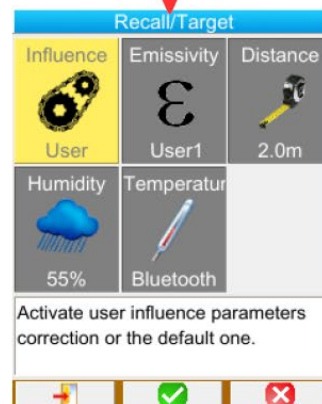 Recall/Target
Influence Emissivity Distance
ε
User User1 2.0m
Humidity Temperatur
55% Bluetooth
Activate user influence parameters
correction or the default one.